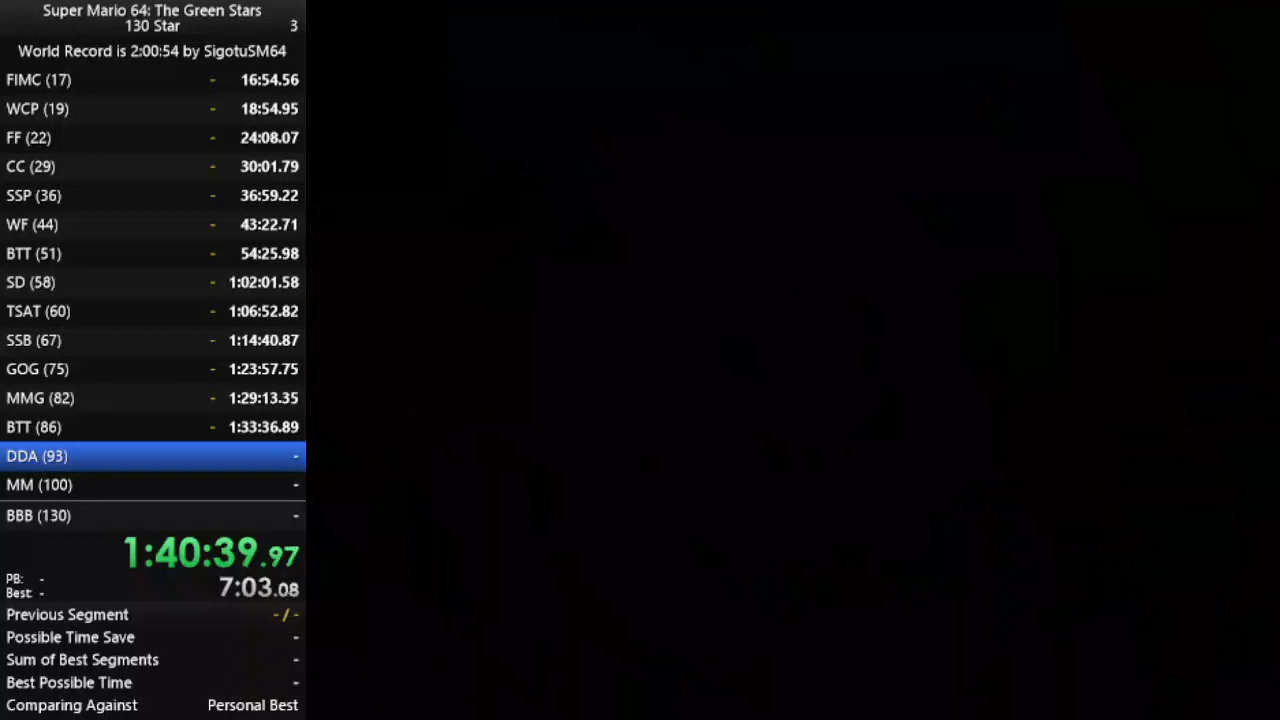 Super Mario 64: The Green Stars
130 Star 3
World Record is 2:00:54 by SigotuSM64
FIMC (17) - 16:54.56
WCP (19) - 18:54.95
FF (22) - 24:08.07
CC (29) - 30:01.79
SSP (36) - 36:59.22
WF (44) - 43:22.71
BTT (51) - 54:25.98
SD (58) - 1:02:01.58
TSAT (60) - 1:06:52.82
SSB (67) - 1:14:40.87
GOG (75) - 1:23:57.75
MMG (82) - 1:29:13.35
BTT (86) - 1:33:36.89
DDA (93) -
MM (100) -
BBB (130) -
1:40:39.97
PB: - 7:03.08
Best: -
Previous Segment - / -
Possible Time Save -
Sum of Best Segments -
Best Possible Time -
Comparing Against Personal Best